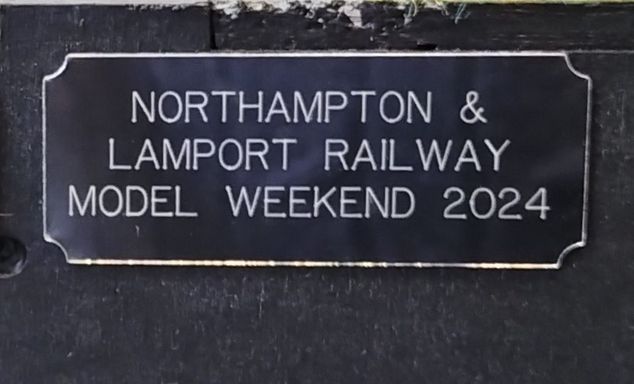 NORTHAMPTON &
LAMPORT RAILWAY
MODEL WEEKEND 2024